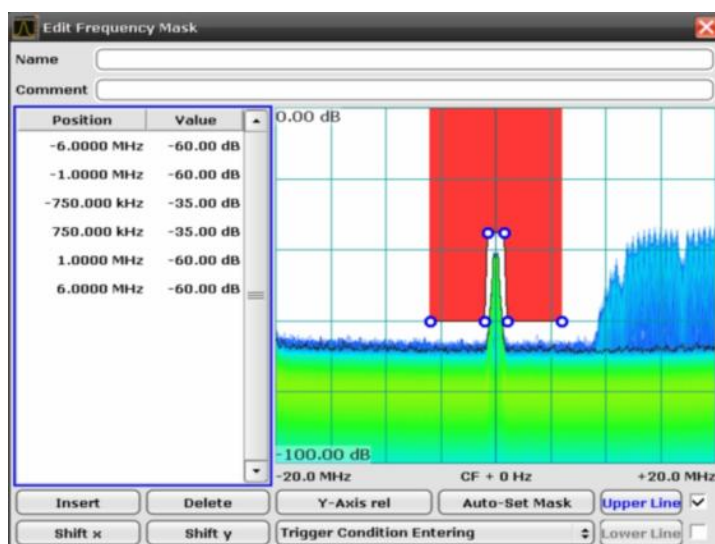 Edit Frequency Mask
Name
Comment
Position Value
-6.0000 MHz -60.00 dB
-1.0000 MHz -60.00 dB
-750.000 kHz -35.00 dB
750.000 kHz -35.00 dB
1.0000 MHz -60.00 dB
6.0000 MHz -60.00 dB
0.00 dB
-100.00 dB
-20.0 MHz CF + 0 Hz +20.0 MHz
Insert Delete Y-Axis rel Auto-Set Mask Upper Line
Shift x Shift y Trigger Condition Entering Lower Line